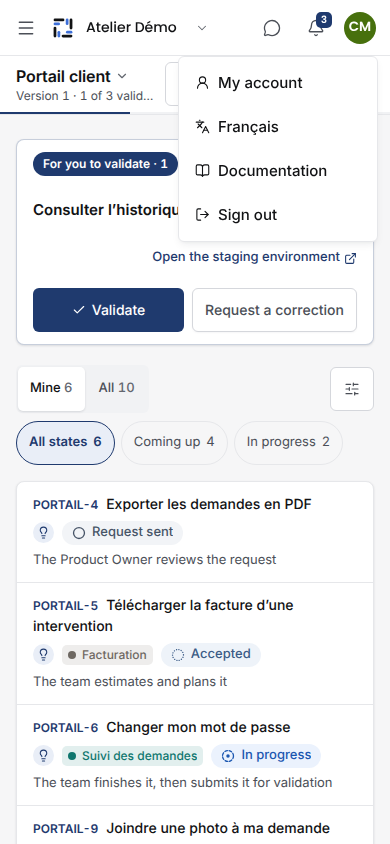 Atelier Démo
3
CM
Portail client
Version 1 · 1 of 3 valid…
My account
Français
Documentation
Sign out
For you to validate · 1
Consulter l’historiqu
Open the staging environment
Validate
Request a correction
Mine 6
All 10
All states 6
Coming up 4
In progress 2
PORTAIL-4 Exporter les demandes en PDF
Request sent
The Product Owner reviews the request
PORTAIL-5 Télécharger la facture d’une
intervention
Facturation
Accepted
The team estimates and plans it
PORTAIL-6 Changer mon mot de passe
Suivi des demandes
In progress
The team finishes it, then submits it for validation
PORTAIL-9 Joindre une photo à ma demande